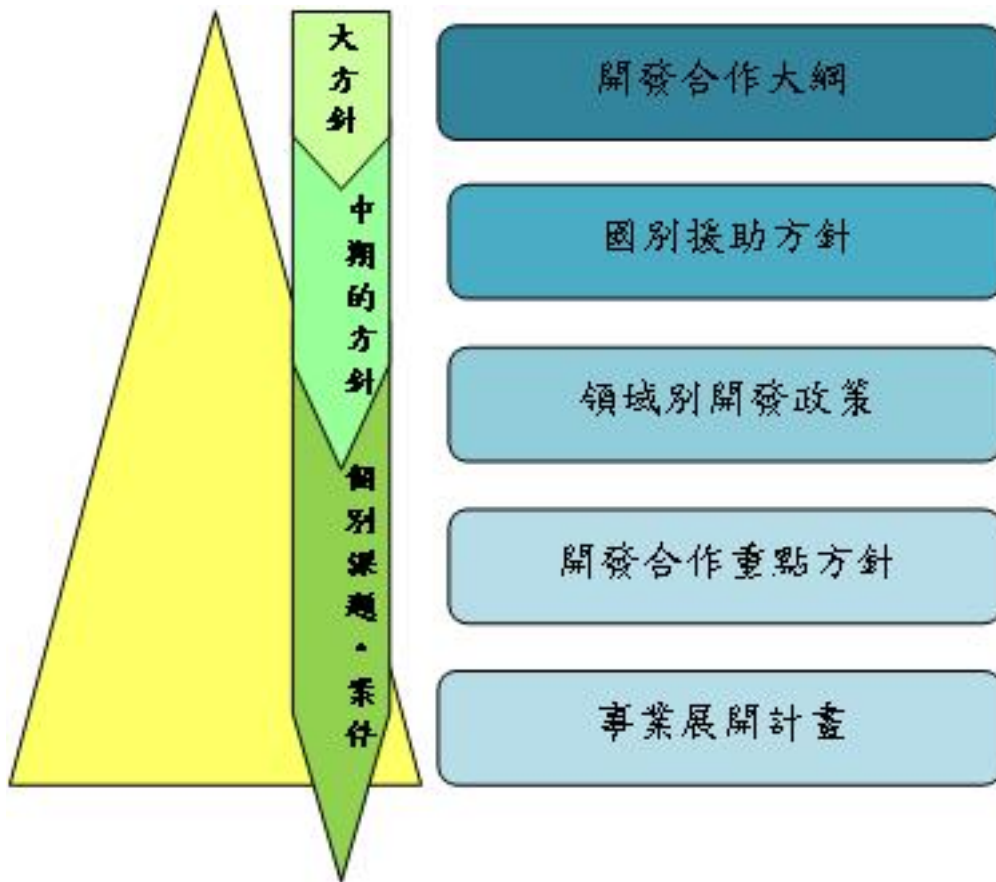 大方針
中期的方針
個別課題・案件
開發合作大綱
國別援助方針
領域別開發政策
開發合作重點方針
事業展開計畫